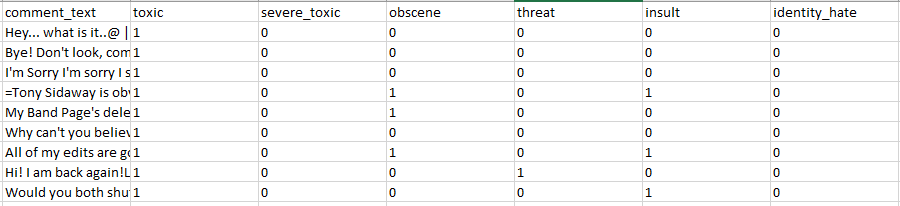 comment_text toxic severe_toxic obscene threat insult identity_hate
Hey... what is it..@ | 1 0 0 0 0 0
Bye! Don't look, com 1 0 0 0 0 0
I'm Sorry I'm sorry I s 1 0 0 0 0 0
=Tony Sidaway is ob 1 0 1 0 1 0
My Band Page's dele 1 0 1 0 0 0
Why can't you believ 1 0 0 0 0 0
All of my edits are go 1 0 1 0 1 0
Hi! I am back again!L 1 0 0 1 0 0
Would you both shu 1 0 0 0 1 0